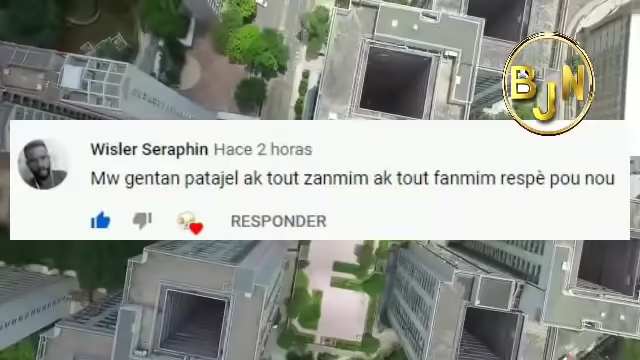 BJN
Wisler Seraphin Hace 2 horas
Mw gentan patajel ak tout zanmim ak tout fanmim respè pou nou
RESPONDER